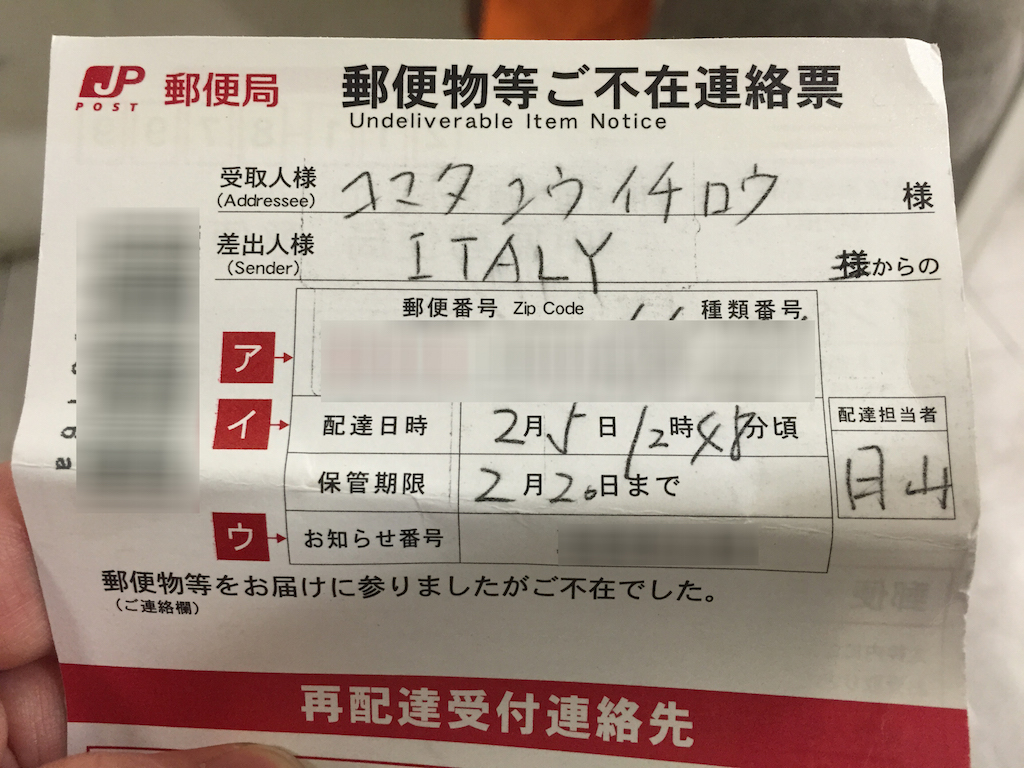 JP POST 郵便局 郵便物等ご不在連絡票
Undeliverable Item Notice
受取人様 コマタ ユウイチロウ 様
(Addressee)
差出人様 ITALY 様からの
(Sender)
郵便番号 Zip Code 種類番号
ア
イ 配達日時 2月5日12時48分頃 配達担当者
保管期限 2月20日まで 日山
ウ お知らせ番号
郵便物等をお届けに参りましたがご不在でした。
(ご連絡欄)
再配達受付連絡先